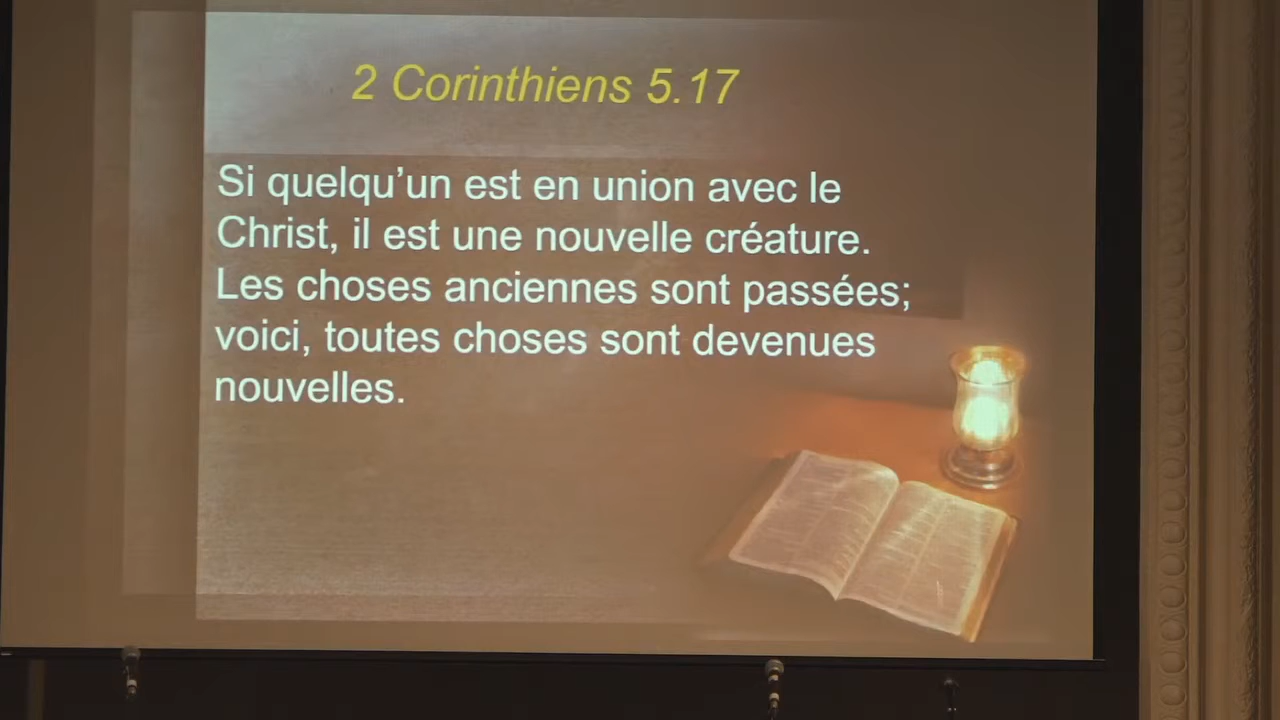 2 Corinthiens 5.17
Si quelqu’un est en union avec le
Christ, il est une nouvelle créature.
Les choses anciennes sont passées;
voici, toutes choses sont devenues
nouvelles.